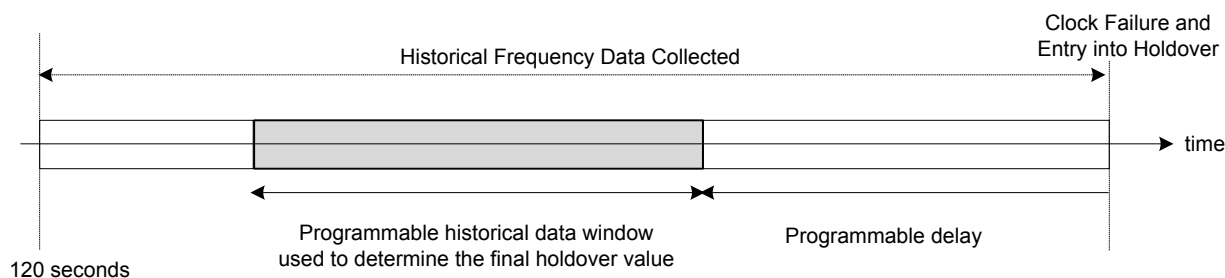 Clock Failure and
Entry into Holdover
Historical Frequency Data Collected
time
Programmable historical data window
used to determine the final holdover value
Programmable delay
120 seconds